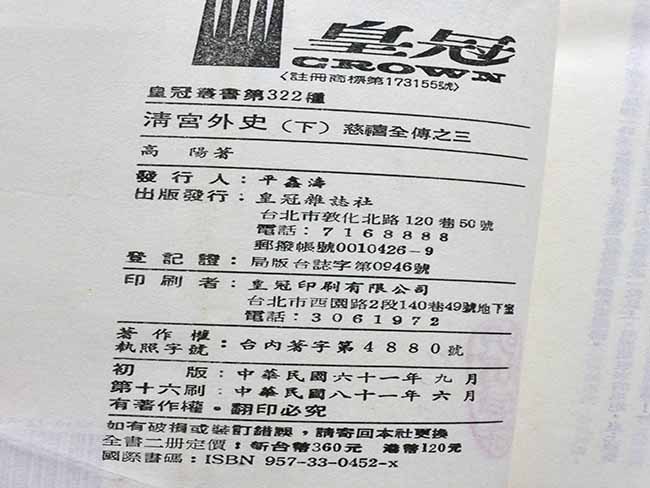 皇冠
CROWN
〈註冊商標第173155號〉
皇冠叢書第322種
清宮外史（下）慈禧全傳之三
高陽著
發行人：平鑫濤
出版發行：皇冠雜誌社
台北市敦化北路120巷50號
電話：7168888
郵撥帳號0010426-9
登記證：局版台誌字第0946號
印刷者：皇冠印刷有限公司
台北市西園路2段140巷49號地下室
電話：3061972
著作權
執照字號：台內著字第4880號
初版：中華民國六十一年九月
第十六刷：中華民國八十一年六月
有著作權·翻印必究
如有破損或裝訂錯誤，請寄回本社更換
全書二冊定價：新台幣360元 港幣120元
國際書碼：ISBN 957-33-0452-x